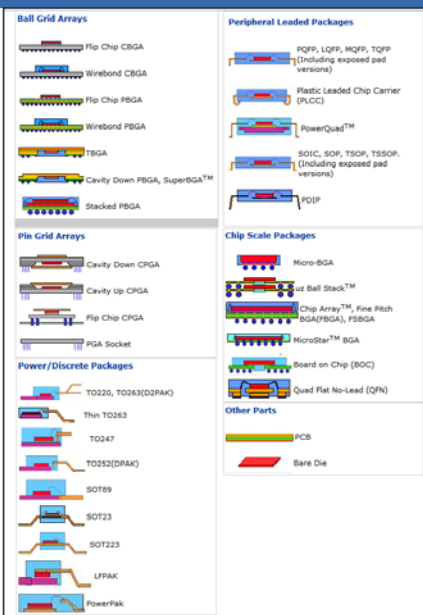 Ball Grid Arrays
Flip Chip CBGA
Wirebond CBGA
Flip Chip PBGA
Wirebond PBGA
TBGA
Cavity Down PBGA, SuperBGA™
Stacked PBGA
Pin Grid Arrays
Cavity Down CPGA
Cavity Up CPGA
Flip Chip CPGA
PGA Socket
Power/Discrete Packages
TO220, TO263(D2PAK)
Thin TO263
TO247
TO252(DPAK)
SOT89
SOT23
SOT223
LFPAK
PowerPak
Peripheral Leaded Packages
PQFP, LQFP, MQFP, TQFP
(Including exposed pad
versions)
Plastic Leaded Chip Carrier
(PLCC)
PowerQuad™
SOIC, SOP, TSOP, TSSOP.
(Including exposed pad
versions)
PDIP
Chip Scale Packages
Micro-BGA
uz Ball Stack™
Chip Array™, Fine Pitch
BGA(FBGA), FSBGA
MicroStar™ BGA
Board on Chip (BOC)
Quad Flat No-Lead (QFN)
Other Parts
PCB
Bare Die